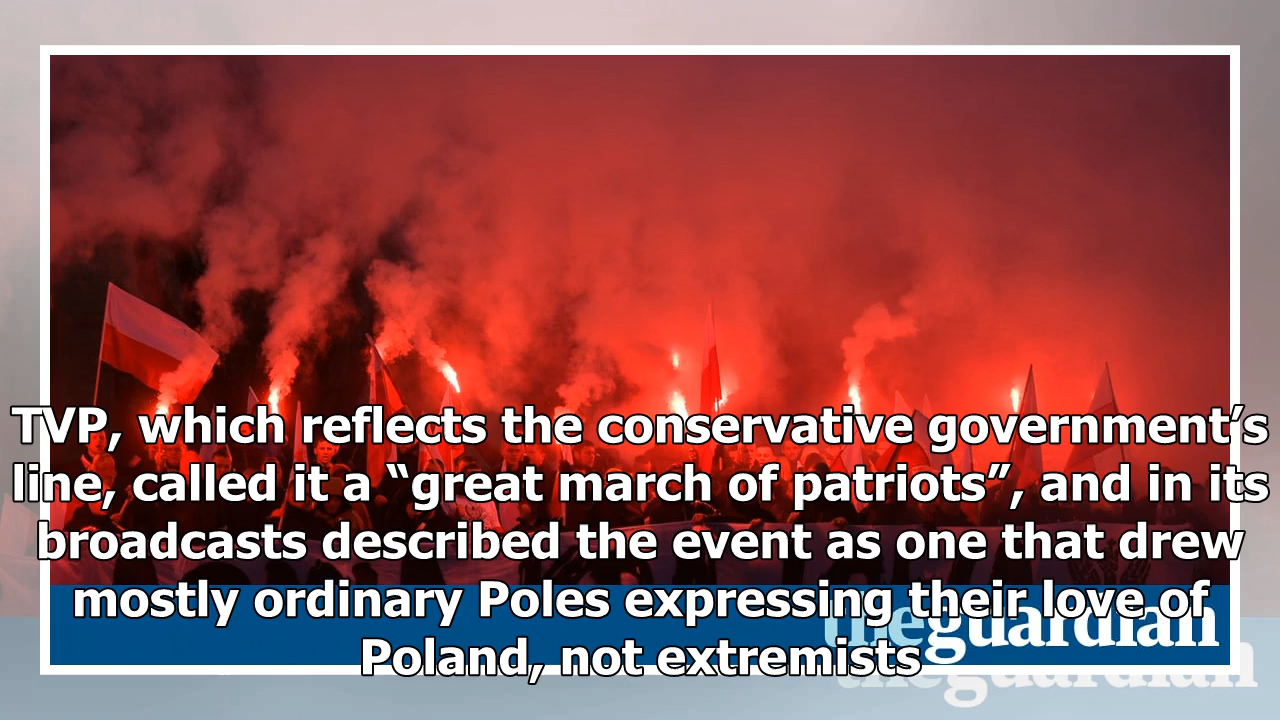 TVP, which reflects the conservative government’s
line, called it a “great march of patriots”, and in its
broadcasts described the event as one that drew
mostly ordinary Poles expressing their love of
Poland, not extremists
theguardian
theguardian